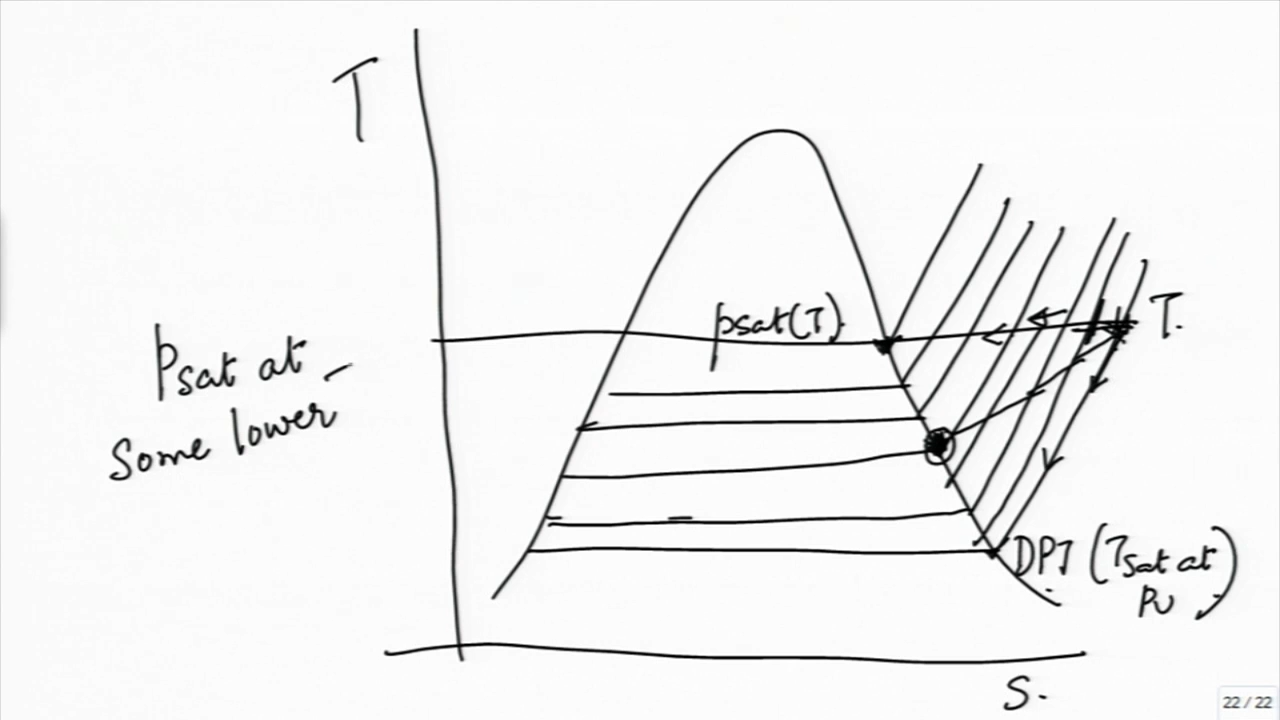 T
psat(T)
T.
Psat at
some lower
DPT (Tsat at
Pv)
S.
22 / 22